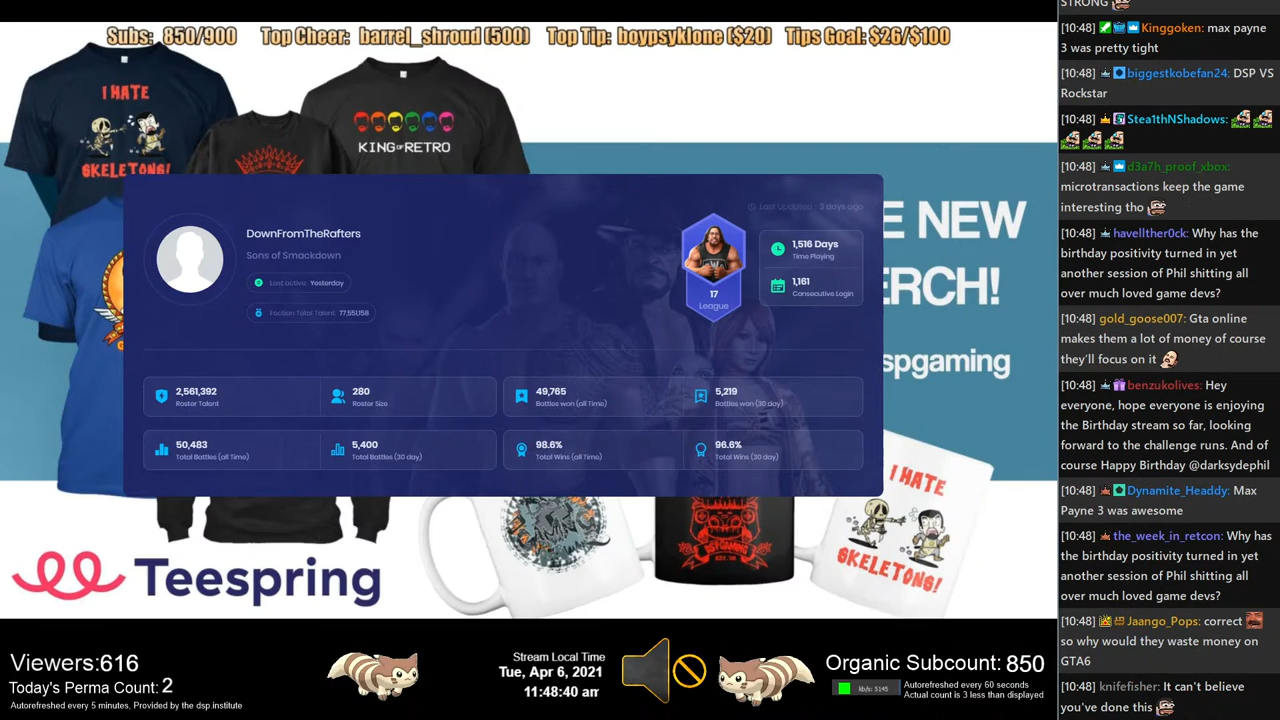 Subs: 850/900 Top Cheer: barrel_shroud (500) Top Tip: boypsyklone ($20) Tips Goal: $26/$100
I HATE
SKELETONS!
KING OF RETRO
E NEW
ERCH!
spgaming
Last Updated · 3 days ago
DownFromTheRafters
Sons of Smackdown
Last active: Yesterday
Faction Total Talent: 77,551,158
17
League
1,516 Days
Time Playing
1,161
Consecutive Login
2,561,392
Roster Talent
280
Roster Size
49,765
Battles won (all Time)
5,219
Battles won (30 day)
50,483
Total Battles (all Time)
5,400
Total Battles (30 day)
98.6%
Total Wins (all Time)
96.6%
Total Wins (30 day)
Teespring
DSPGAMING
I HATE
SKELETONS!
Viewers:616
Today's Perma Count: 2
Autorefreshed every 5 minutes, Provided by the dsp.institute
Stream Local Time
Tue, Apr 6, 2021
11:48:40 am
Organic Subcount: 850
kb/s: 5145
Autorefreshed every 60 seconds
Actual count is 3 less than displayed
STRONG
[10:48] Kinggoken: max payne
3 was pretty tight
[10:48] biggestkobefan24: DSP VS
Rockstar
[10:48] Stea1thNShadows:
[10:48] d3a7h_proof_xbox:
microtransactions keep the game
interesting tho
[10:48] havellther0ck: Why has the
birthday positivity turned in yet
another session of Phil shitting all
over much loved game devs?
[10:48] gold_goose007: Gta online
makes them a lot money of course
they'll focus on it
[10:48] benzukolives: Hey
everyone, hope everyone is enjoying
the Birthday stream so far, looking
forward to the challenge runs. And of
course Happy Birthday @darksydephil
[10:48] Dynamite_Headdy: Max
Payne 3 was awesome
[10:48] the_week_in_retcon: Why has
the birthday positivity turned in yet
another session of Phil shitting all
over much loved game devs?
[10:48] Jaango_Pops: correct
so why would they waste money on
GTA6
[10:48] knifefisher: It can't believe
you've done this